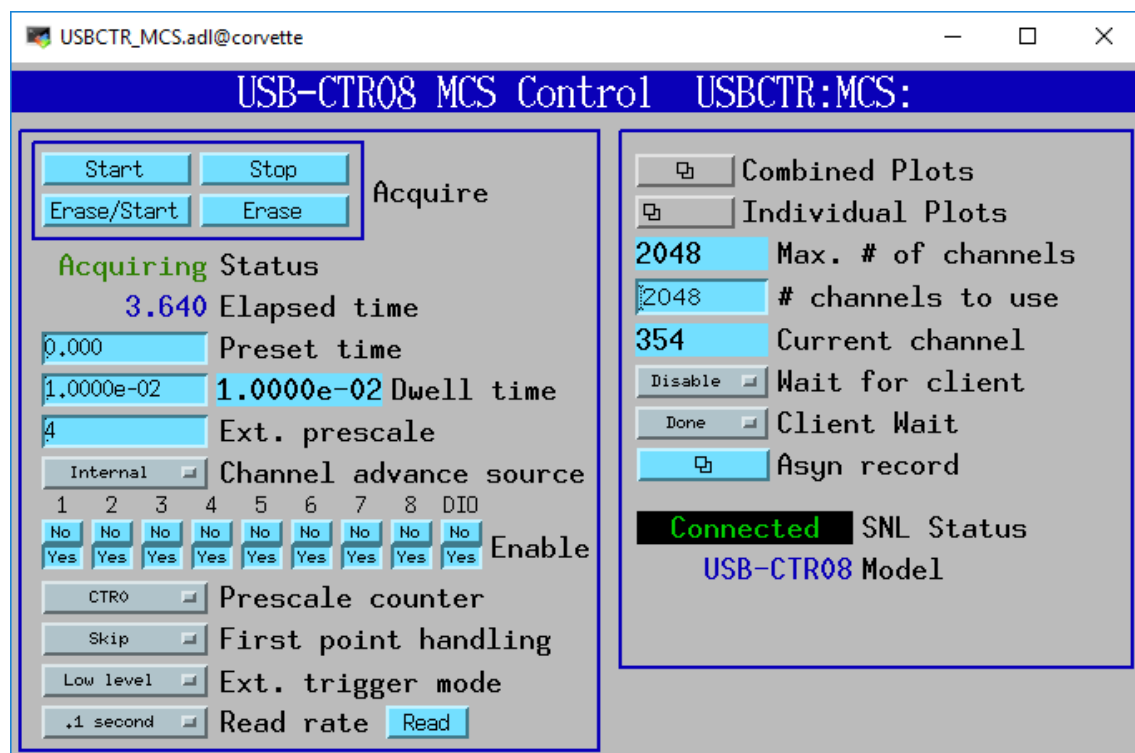 USBCTR_MCS.adl@corvette
USB-CTR08 MCS Control USBCTR:MCS:
Start Stop
Erase/Start Erase
Acquire
Acquiring Status
3.640 Elapsed time
0.000 Preset time
1.0000e-02 1.0000e-02 Dwell time
4 Ext. prescale
Internal Channel advance source
1 2 3 4 5 6 7 8 DIO
No No No No No No No No No
Yes Yes Yes Yes Yes Yes Yes Yes Yes
Enable
CTR0 Prescale counter
Skip First point handling
Low level Ext. trigger mode
.1 second Read rate Read
Combined Plots
Individual Plots
2048 Max. # of channels
2048 # channels to use
354 Current channel
Disable Wait for client
Done Client Wait
Asyn record
Connected SNL Status
USB-CTR08 Model